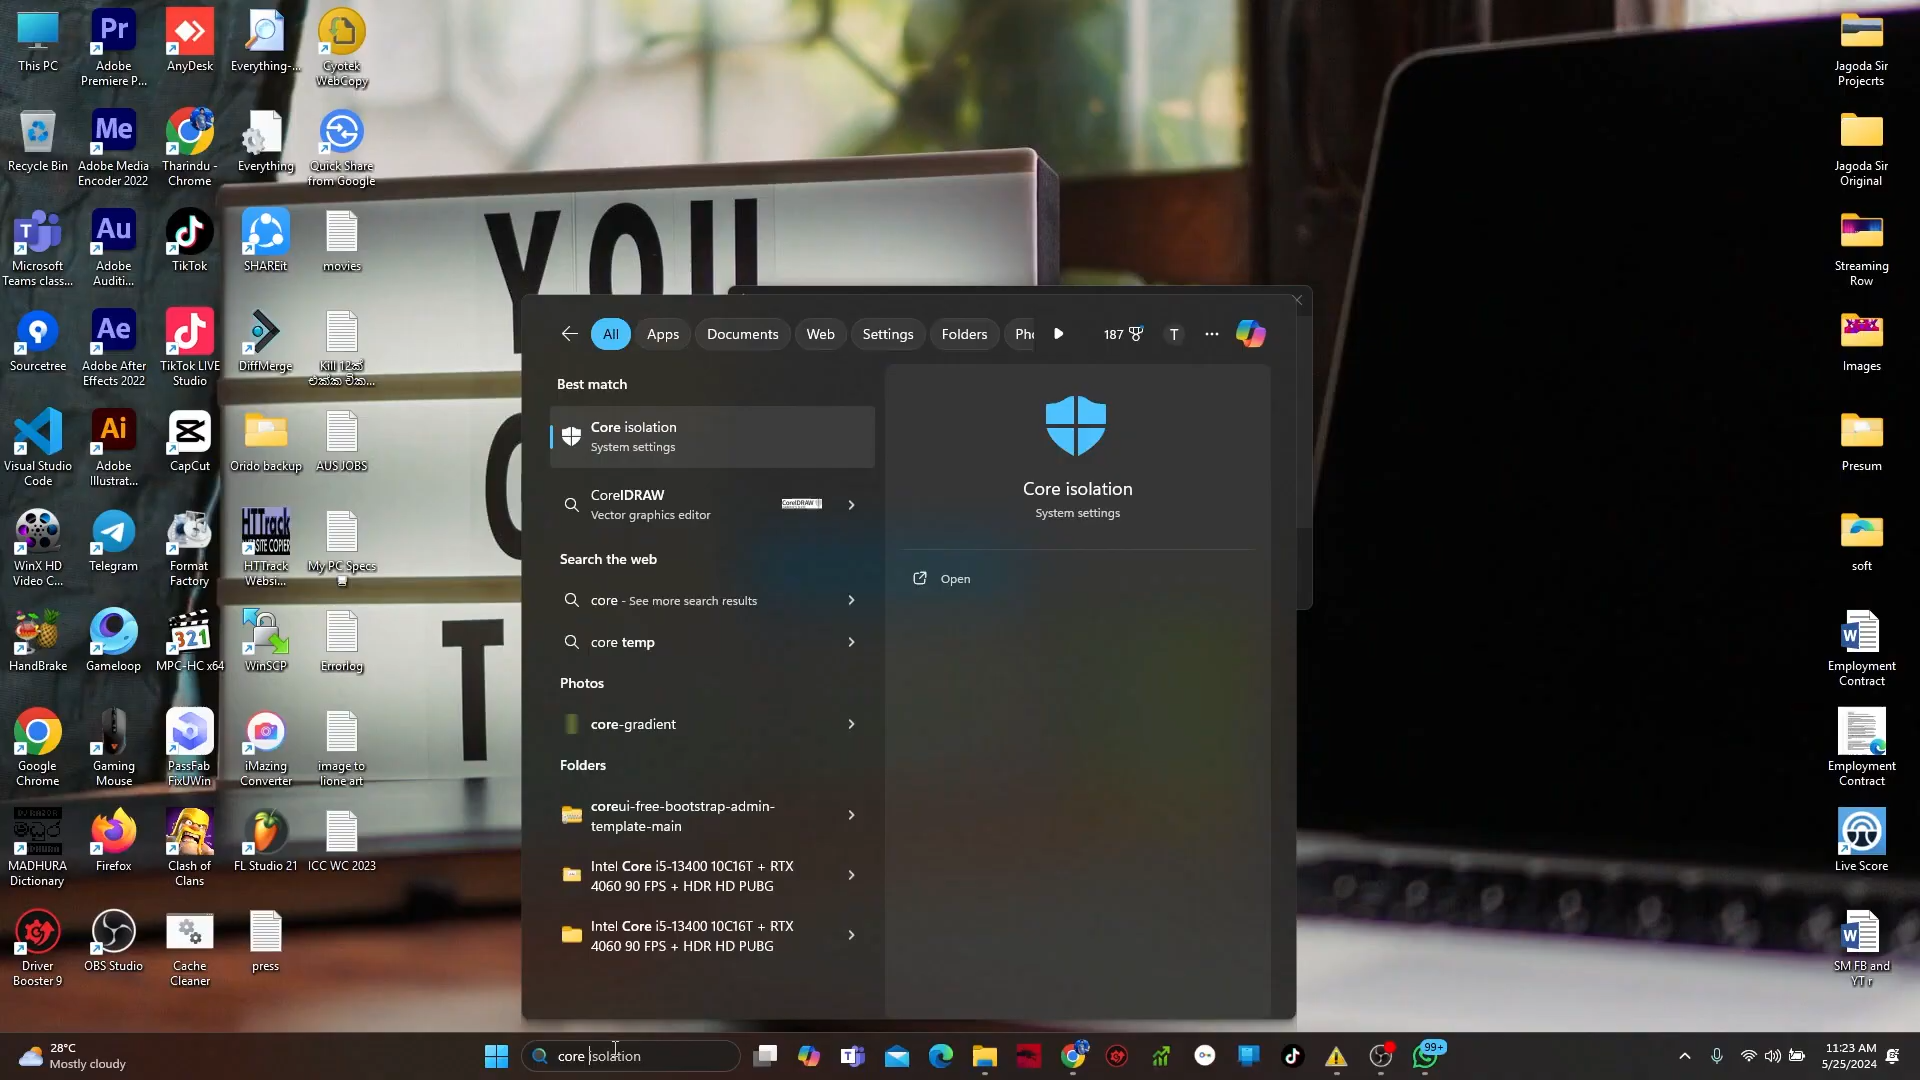 This PC
Adobe
Premiere P...
AnyDesk
Everything-...
Cyotek
WebCopy
Recycle Bin
Adobe Media
Encoder 2022
Tharindu -
Chrome
Everything
Quick Share
from Google
Microsoft
Teams class...
Adobe
Auditi...
TikTok
SHAREit
movies
Sourcetree
Adobe After
Effects 2022
TikTok LIVE
Studio
DiffMerge
Visual Studio
Code
Adobe
Illustrat...
CapCut
Orido backup
AUS JOBS
WinX HD
Video C...
Telegram
Format
Factory
HTTrack
Websi...
My PC Specs
HandBrake
Gameloop
MPC-HC x64
WinSCP
Errorlog
Google
Chrome
Gaming
Mouse
PassFab
FixUWin
iMazing
Converter
image to
lione art
MADHURA
Dictionary
Firefox
Clash of
Clans
FL Studio 21
ICC WC 2023
Driver
Booster 9
OBS Studio
Cache
Cleaner
press
YOU
T
All
Apps
Documents
Web
Settings
Folders
187
T
Best match
Core isolation
System settings
CorelDRAW
Vector graphics editor
Search the web
core - See more search results
core temp
Photos
core-gradient
Folders
coreui-free-bootstrap-admin-
template-main
Intel Core i5-13400 10C16T + RTX
4060 90 FPS + HDR HD PUBG
Intel Core i5-13400 10C16T + RTX
4060 90 FPS + HDR HD PUBG
Core isolation
System settings
Open
Jagoda Sir
Projecrts
Jagoda Sir
Original
Streaming
Row
Images
Presum
soft
Employment
Contract
Employment
Contract
Live Score
SM FB and
YT r
28°C
Mostly cloudy
core isolation
99+
11:23 AM
5/25/2024